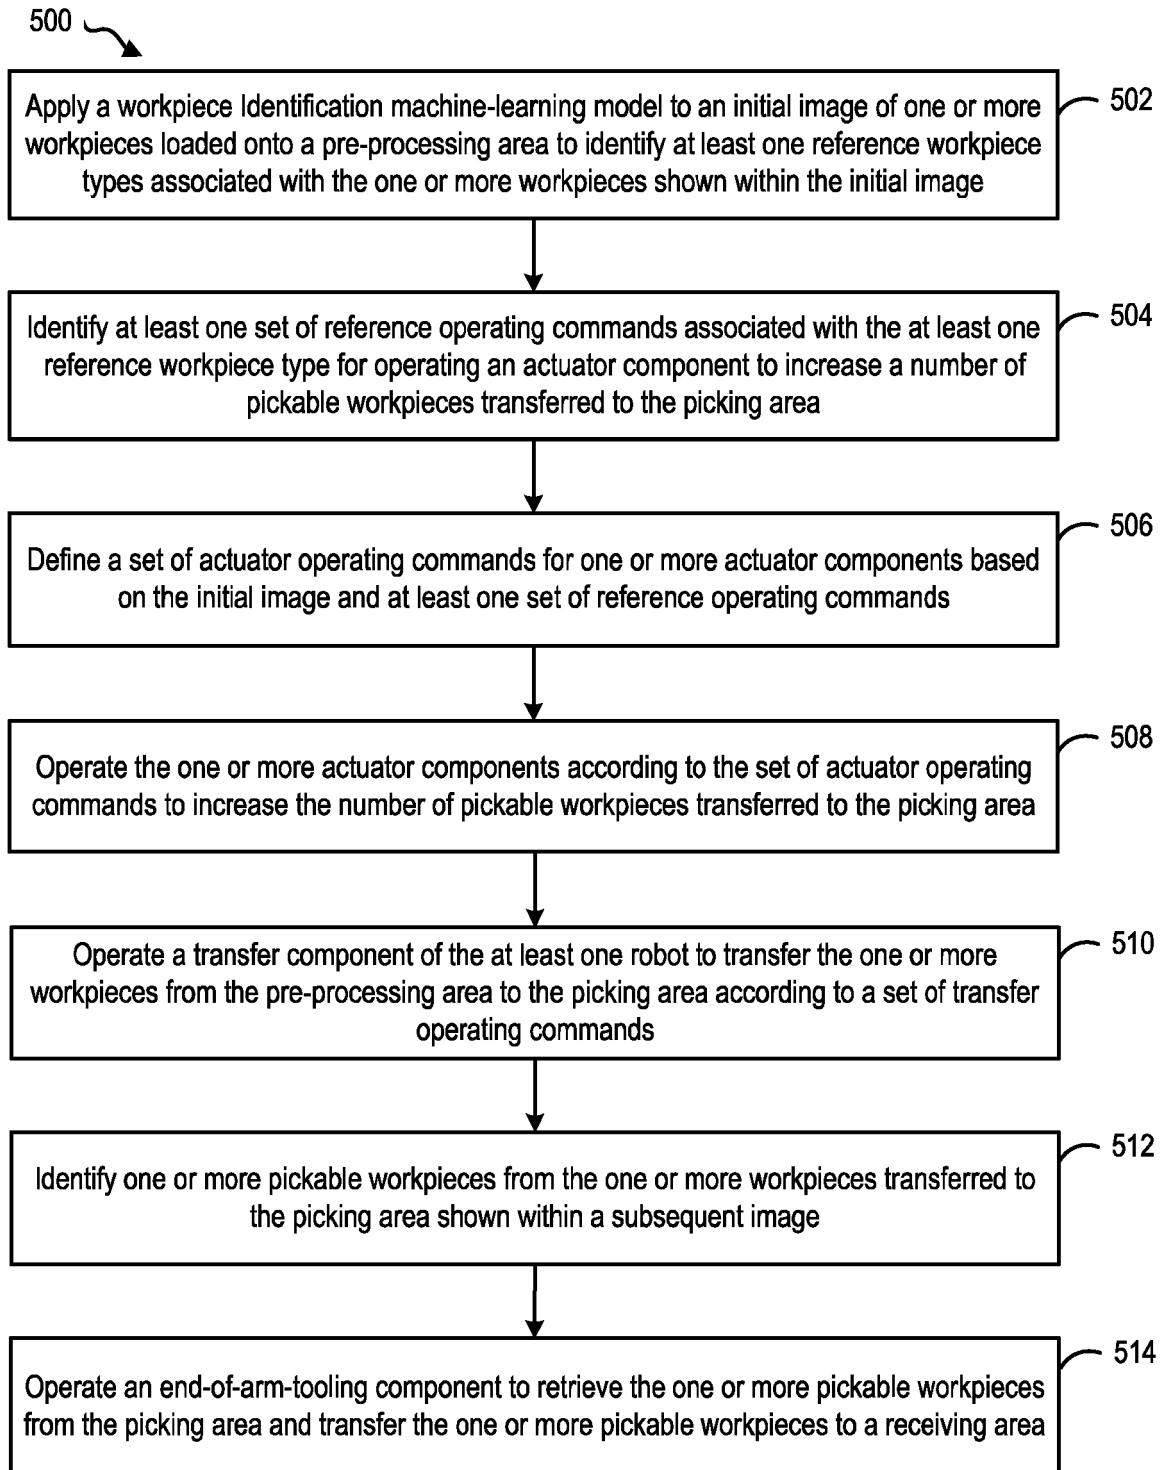 500
Apply a workpiece Identification machine-learning model to an initial image of one or more
workpieces loaded onto a pre-processing area to identify at least one reference workpiece
types associated with the one or more workpieces shown within the initial image
502
Identify at least one set of reference operating commands associated with the at least one
reference workpiece type for operating an actuator component to increase a number of
pickable workpieces transferred to the picking area
504
Define a set of actuator operating commands for one or more actuator components based
on the initial image and at least one set of reference operating commands
506
Operate the one or more actuator components according to the set of actuator operating
commands to increase the number of pickable workpieces transferred to the picking area
508
Operate a transfer component of the at least one robot to transfer the one or more
workpieces from the pre-processing area to the picking area according to a set of transfer
operating commands
510
Identify one or more pickable workpieces from the one or more workpieces transferred to
the picking area shown within a subsequent image
512
Operate an end-of-arm-tooling component to retrieve the one or more pickable workpieces
from the picking area and transfer the one or more pickable workpieces to a receiving area
514